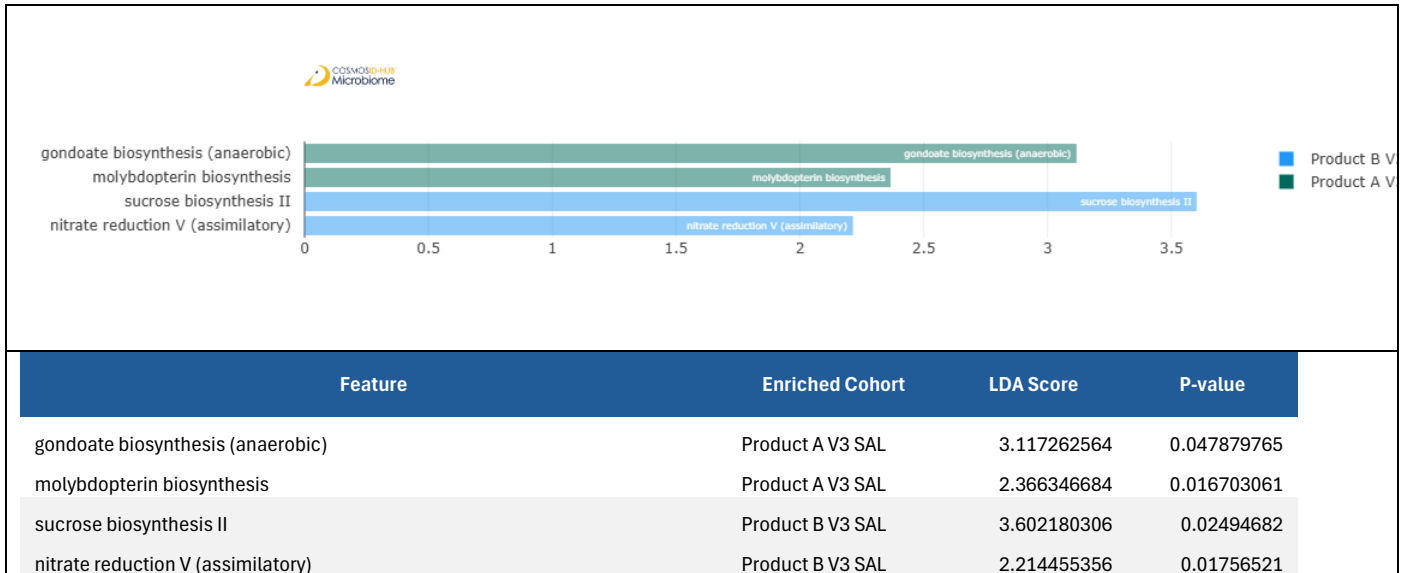 COSMOSID-HUB
Microbiome
gondoate biosynthesis (anaerobic)
gondoate biosynthesis (anaerobic)
Product B V
molybdopterin biosynthesis
molybdopterin biosynthesis
Product A V
sucrose biosynthesis II
sucrose biosynthesis II
nitrate reduction V (assimilatory)
nitrate reduction V (assimilatory)
0 0.5 1 1.5 2 2.5 3 3.5
Feature Enriched Cohort LDA Score P-value
gondoate biosynthesis (anaerobic) Product A V3 SAL 3.117262564 0.047879765
molybdopterin biosynthesis Product A V3 SAL 2.366346684 0.016703061
sucrose biosynthesis II Product B V3 SAL 3.602180306 0.02494682
nitrate reduction V (assimilatory) Product B V3 SAL 2.214455356 0.01756521